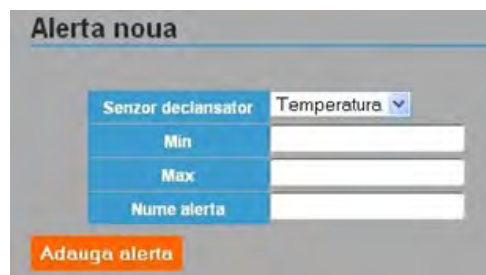 Alerta noua
Senzor declansator Temperatura
Min
Max
Nume alerta
Adauga alerta